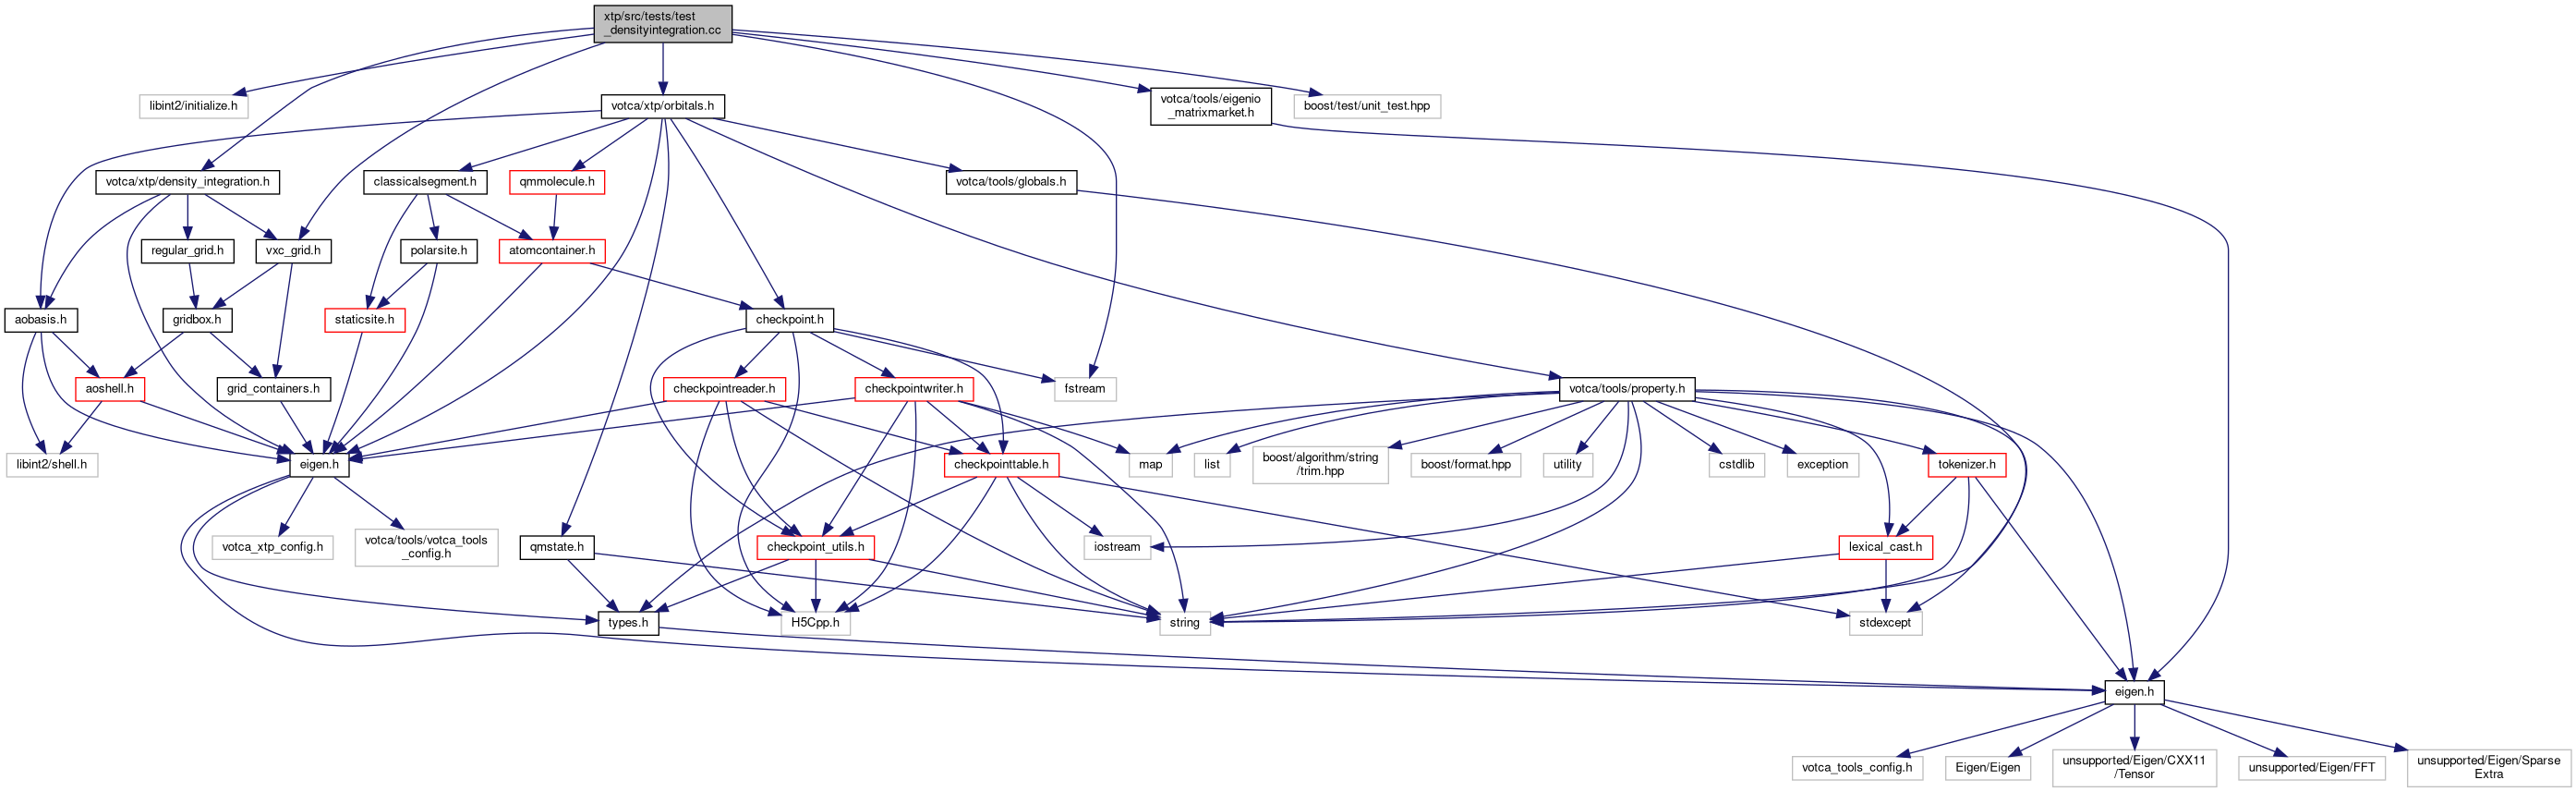 xtp/src/tests/test
_densityintegration.cc
libint2/initialize.h
votca/xtp/orbitals.h
votca/tools/eigenio
_matrixmarket.h
boost/test/unit_test.hpp
votca/xtp/density_integration.h
classicalsegment.h
qmmolecule.h
votca/tools/globals.h
regular_grid.h
vxc_grid.h
polarsite.h
atomcontainer.h
aobasis.h
gridbox.h
staticsite.h
checkpoint.h
aoshell.h
grid_containers.h
checkpointreader.h
checkpointwriter.h
fstream
votca/tools/property.h
libint2/shell.h
eigen.h
checkpointtable.h
map
list
boost/algorithm/string
/trim.hpp
boost/format.hpp
utility
cstdlib
exception
tokenizer.h
votca_xtp_config.h
votca/tools/votca_tools
_config.h
qmstate.h
checkpoint_utils.h
iostream
lexical_cast.h
types.h
H5Cpp.h
string
stdexcept
eigen.h
votca_tools_config.h
Eigen/Eigen
unsupported/Eigen/CXX11
/Tensor
unsupported/Eigen/FFT
unsupported/Eigen/Sparse
Extra